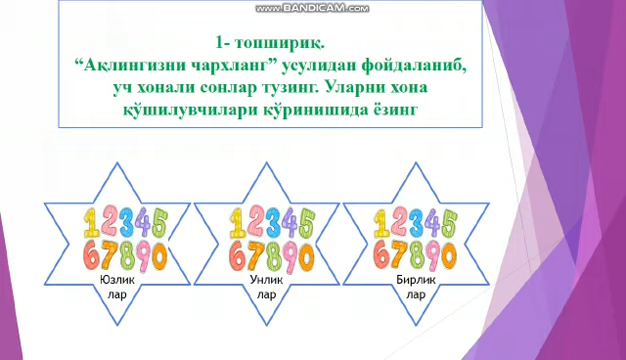 www.BANDICAM.com
1- топшириқ.
“Ақлингизни чархланг” усулидан фойдаланиб,
уч хонали сонлар тузинг. Уларни хона
қўшилувчилари кўринишида ёзинг
12345 12345 12345
67890 67890 67890
Юзлик Унлик Бирлик
лар лар лар